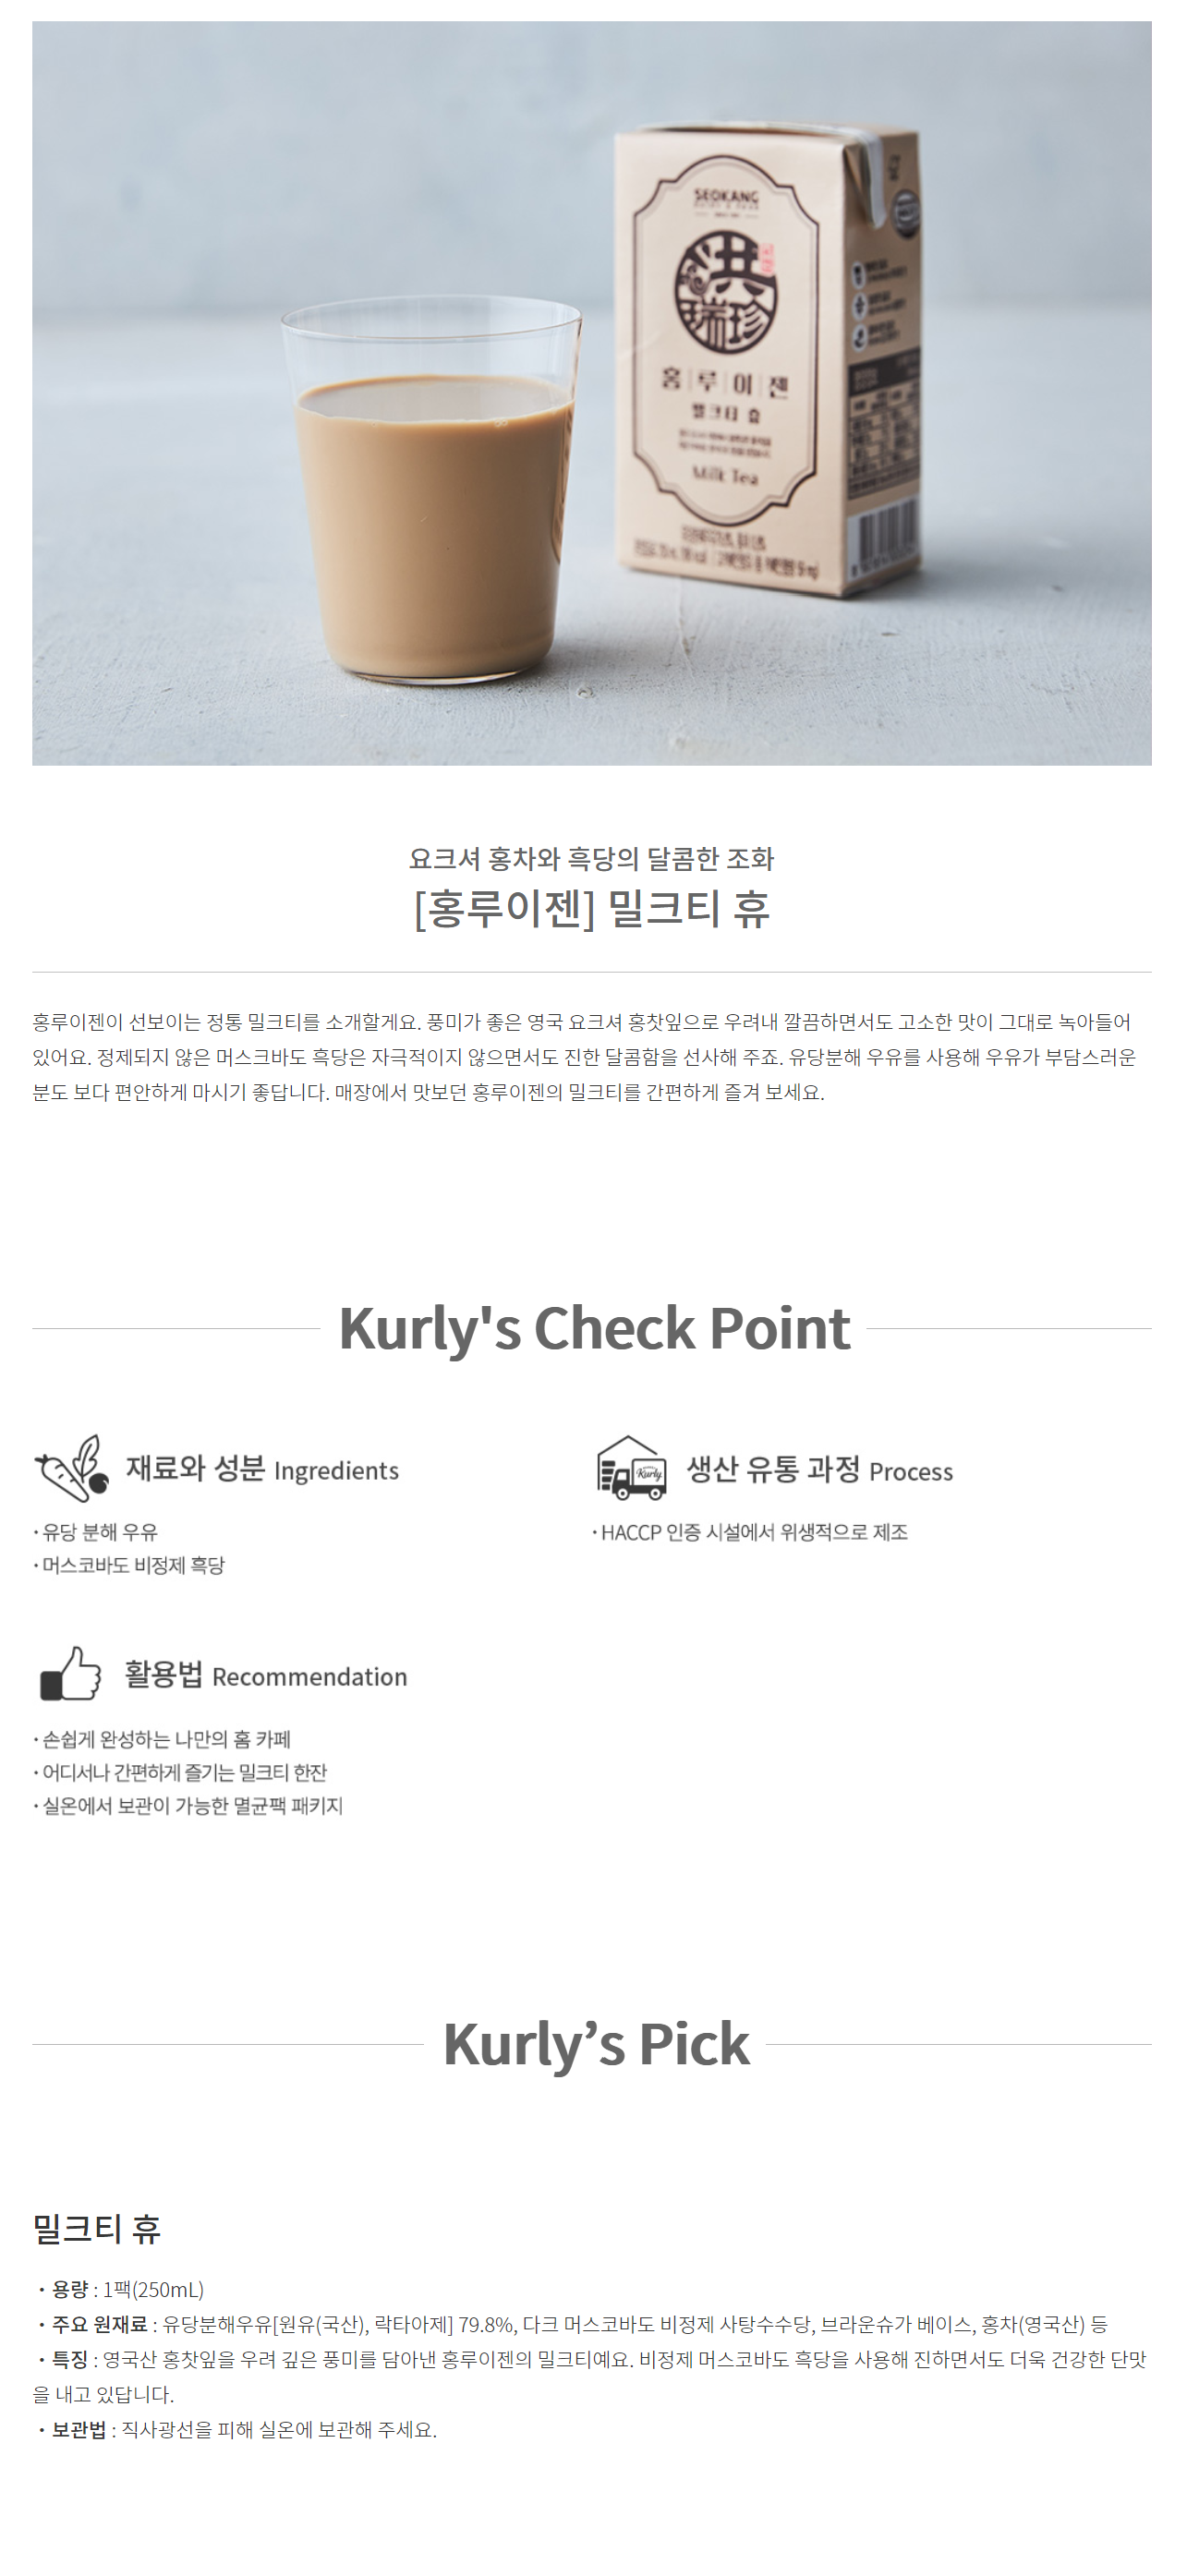 SEOKANG
洪瑞珍
홍루이젠
밀크티 휴
Milk Tea
요크셔 홍차와 흑당의 달콤한 조화
[홍루이젠] 밀크티 휴
홍루이젠이 선보이는 정통 밀크티를 소개할게요. 풍미가 좋은 영국 요크셔 홍찻잎으로 우려내 깔끔하면서도 고소한 맛이 그대로 녹아들어
있어요. 정제되지 않은 머스크바도 흑당은 자극적이지 않으면서도 진한 달콤함을 선사해 주죠. 유당분해 우유를 사용해 우유가 부담스러운
분도 보다 편안하게 마시기 좋답니다. 매장에서 맛보던 홍루이젠의 밀크티를 간편하게 즐겨 보세요.
Kurly's Check Point
재료와 성분 Ingredients
· 유당 분해 우유
· 머스코바도 비정제 흑당
Kurly
생산 유통 과정 Process
· HACCP 인증 시설에서 위생적으로 제조
활용법 Recommendation
· 손쉽게 완성하는 나만의 홈 카페
· 어디서나 간편하게 즐기는 밀크티 한잔
· 실온에서 보관이 가능한 멸균팩 패키지
Kurly’s Pick
밀크티 휴
・용량 : 1팩(250mL)
・주요 원재료 : 유당분해우유[원유(국산), 락타아제] 79.8%, 다크 머스코바도 비정제 사탕수수당, 브라운슈가 베이스, 홍차(영국산) 등
・특징 : 영국산 홍찻잎을 우려 깊은 풍미를 담아낸 홍루이젠의 밀크티예요. 비정제 머스코바도 흑당을 사용해 진하면서도 더욱 건강한 단맛
을 내고 있답니다.
・보관법 : 직사광선을 피해 실온에 보관해 주세요.